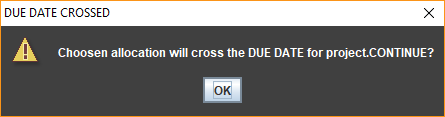 DUE DATE CROSSED
Choosen allocation will cross the DUE DATE for project.CONTINUE?
OK